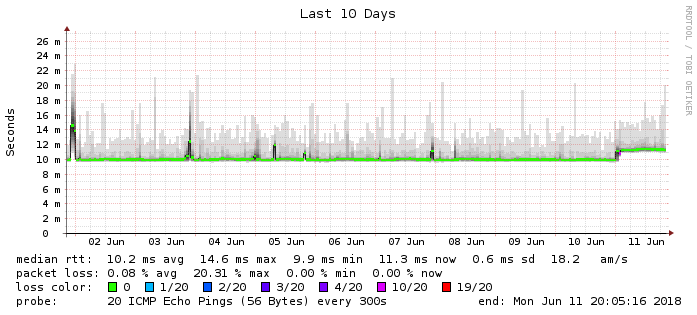 Last 10 Days
RRDTOOL / TOBI OETIKER
Seconds
26 m
24 m
22 m
20 m
18 m
16 m
14 m
12 m
10 m
8 m
6 m
4 m
2 m
0
02 Jun 03 Jun 04 Jun 05 Jun 06 Jun 07 Jun 08 Jun 09 Jun 10 Jun 11 Jun
median rtt: 10.2 ms avg 14.6 ms max 9.9 ms min 11.3 ms now 0.6 ms sd 18.2 am/s
packet loss: 0.08 % avg 20.31 % max 0.00 % min 0.00 % now
loss color: 0 1/20 2/20 3/20 4/20 10/20 19/20
probe: 20 ICMP Echo Pings (56 Bytes) every 300s end: Mon Jun 11 20:05:16 2018